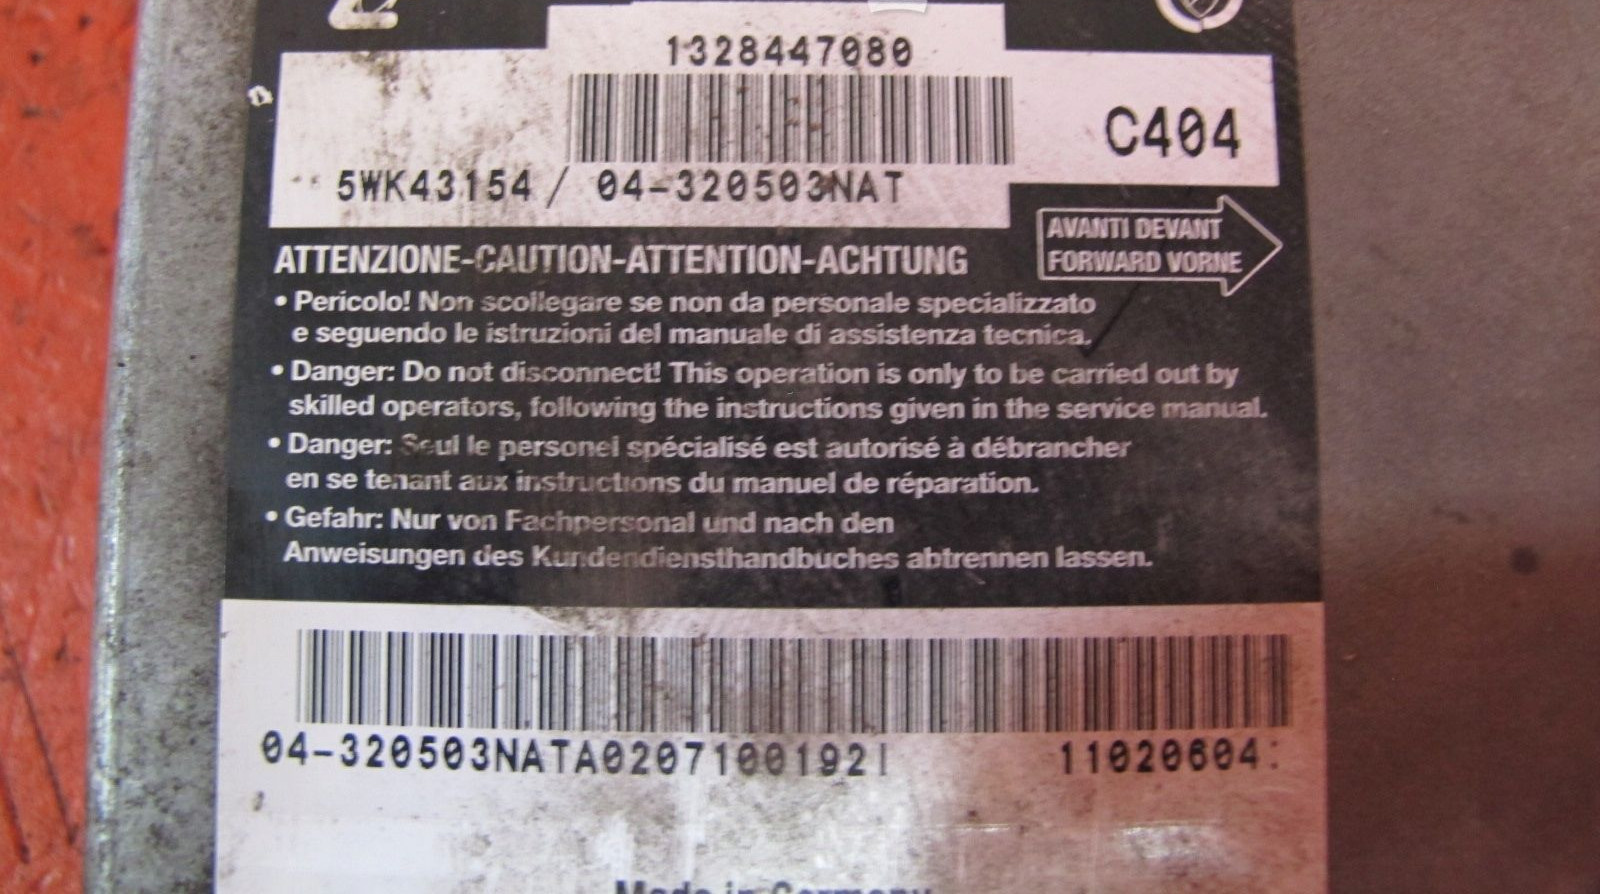 1328447080
C404
5WK43154 / 04-320503NAT
AVANTI DEVANT
FORWARD VORNE
ATTENZIONE-CAUTION-ATTENTION-ACHTUNG
• Pericolo! Non scollegare se non da personale specializzato
e seguendo le istruzioni del manuale di assistenza tecnica.
• Danger: Do not disconnect! This operation is only to be carried out by
skilled operators, following the instructions given in the service manual.
• Danger: Seul le personel spécialisé est autorisé à débrancher
en se tenant aux instructions du manuel de réparation.
• Gefahr: Nur von Fachpersonal und nach den
Anweisungen des Kundendiensthandbuches abtrennen lassen.
04-320503NATA0207100192| 11020604:
Made in Germany